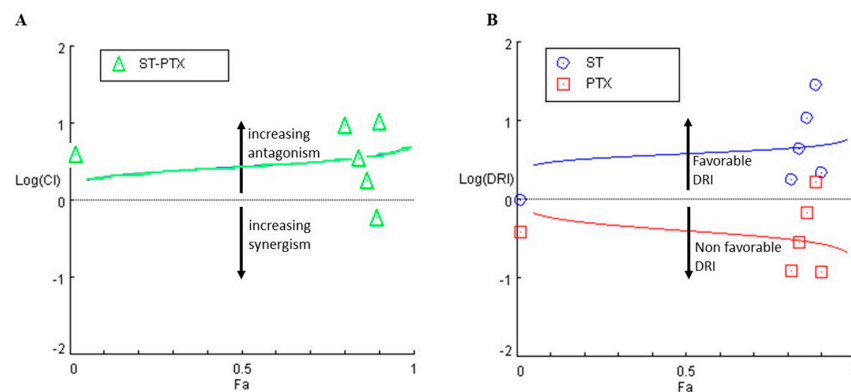 A
2
ST-PTX
1
increasing
antagonism
Log(CI)
0
increasing
synergism
-1
-2
0
0.5
1
Fa
B
2
ST
PTX
1
Favorable
DRI
Log(DRI)
0
Non favorable
DRI
-1
-2
0
0.5
1
Fa